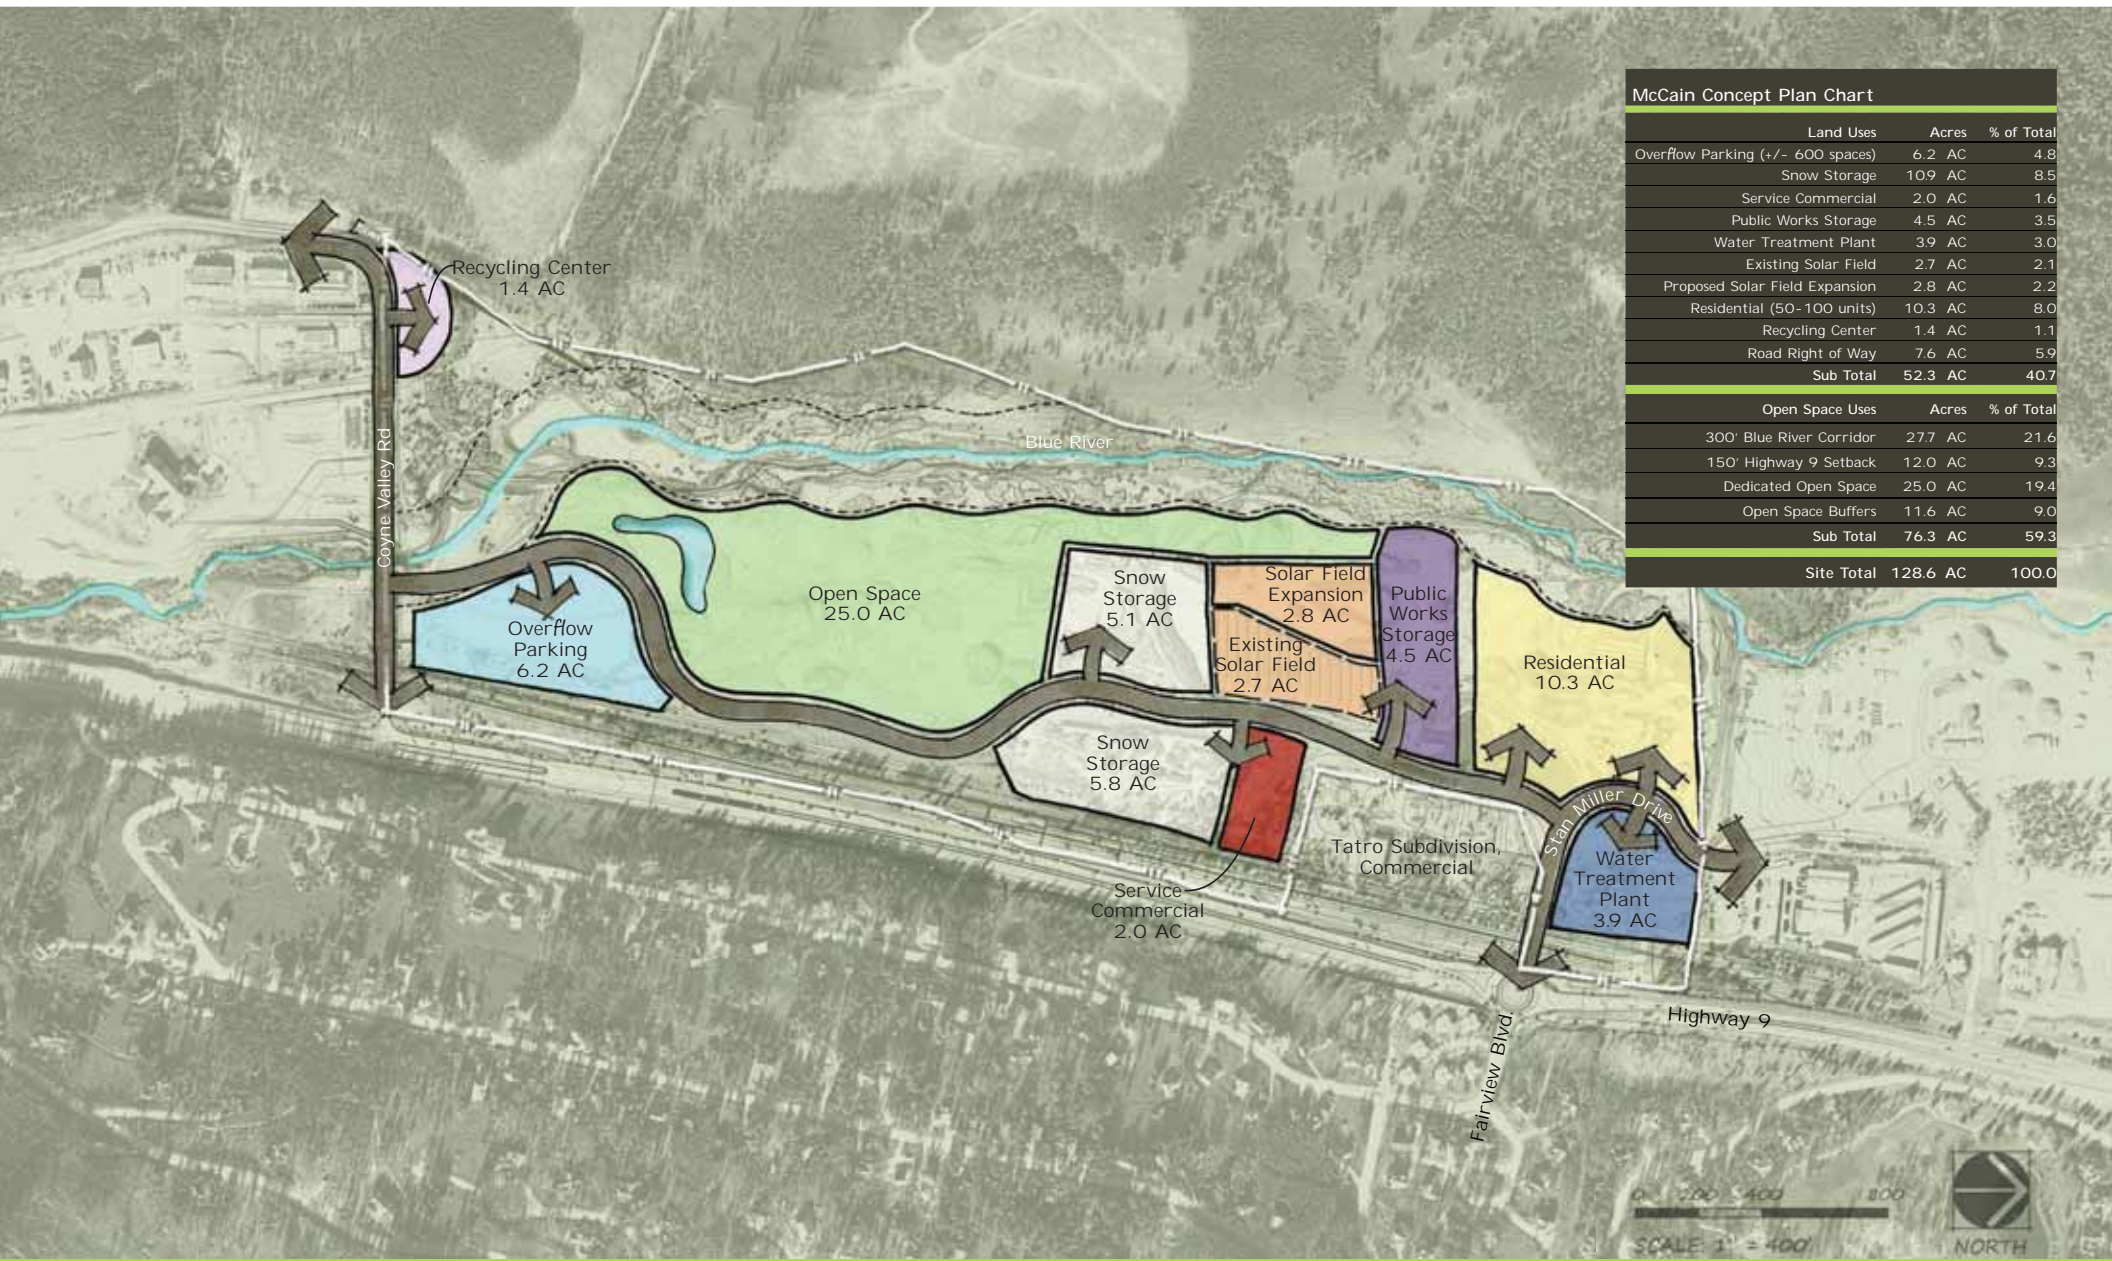 McCain Concept Plan Chart
Land Uses Acres % of Total
Overflow Parking (+/- 600 spaces) 6.2 AC 4.8
Snow Storage 10.9 AC 8.5
Service Commercial 2.0 AC 1.6
Public Works Storage 4.5 AC 3.5
Water Treatment Plant 3.9 AC 3.0
Existing Solar Field 2.7 AC 2.1
Proposed Solar Field Expansion 2.8 AC 2.2
Residential (50-100 units) 10.3 AC 8.0
Recycling Center 1.4 AC 1.1
Road Right of Way 7.6 AC 5.9
Sub Total 52.3 AC 40.7
Open Space Uses Acres % of Total
300' Blue River Corridor 27.7 AC 21.6
150' Highway 9 Setback 12.0 AC 9.3
Dedicated Open Space 25.0 AC 19.4
Open Space Buffers 11.6 AC 9.0
Sub Total 76.3 AC 59.3
Site Total 128.6 AC 100.0
Recycling Center
1.4 AC
Coyne Valley Rd
Blue River
Overflow
Parking
6.2 AC
Open Space
25.0 AC
Snow
Storage
5.1 AC
Solar Field
Expansion
2.8 AC
Existing
Solar Field
2.7 AC
Public
Works
Storage
4.5 AC
Residential
10.3 AC
Snow
Storage
5.8 AC
Service
Commercial
2.0 AC
Tatro Subdivision,
Commercial
Stan Miller Drive
Water
Treatment
Plant
3.9 AC
Highway 9
Fairview Blvd.
0 200 400 800
SCALE: 1" = 400'
NORTH